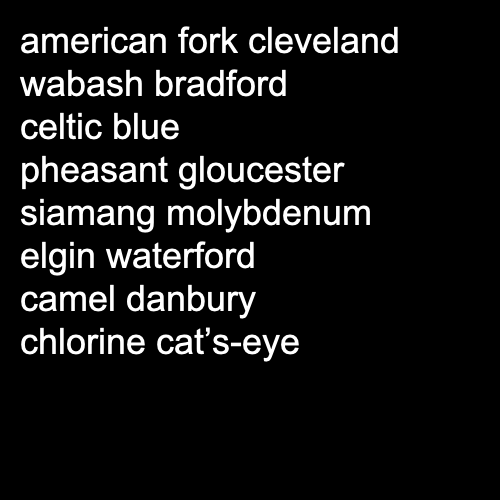 american fork cleveland
wabash bradford
celtic blue
pheasant gloucester
siamang molybdenum
elgin waterford
camel danbury
chlorine cat’s-eye